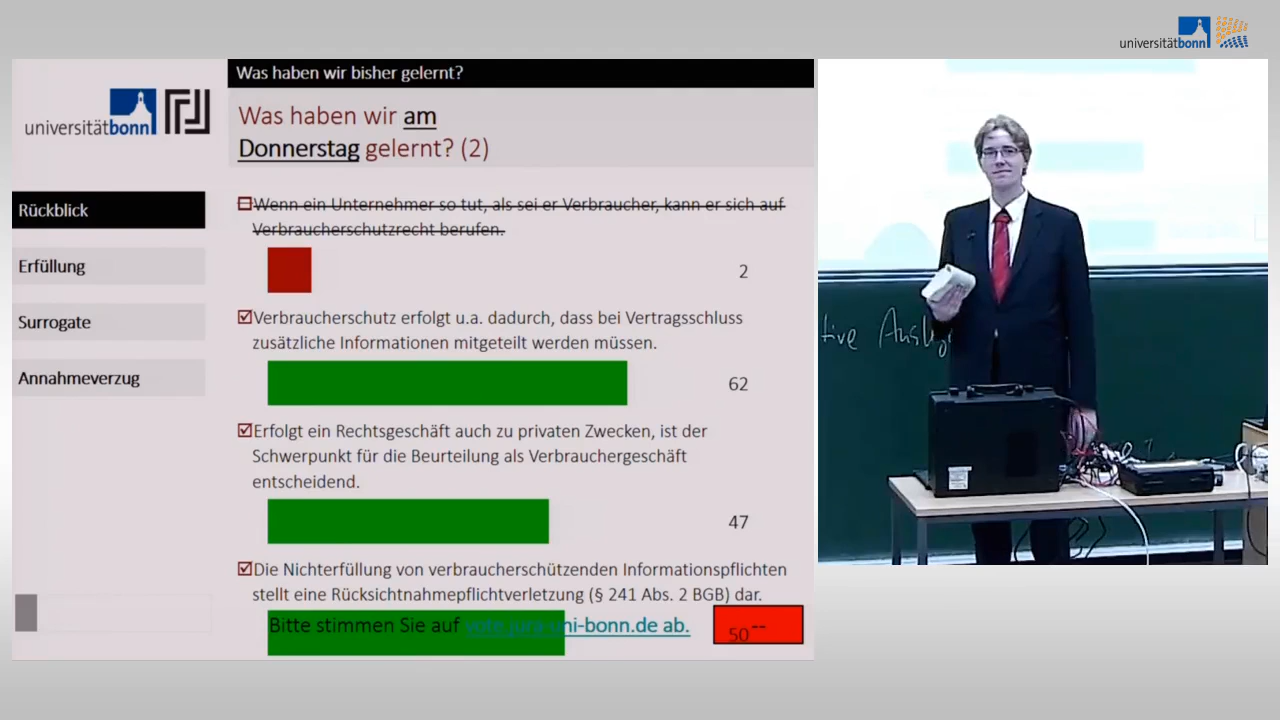 universitätbonn
Was haben wir bisher gelernt?
universitätbonn
Was haben wir am
Donnerstag gelernt? (2)
Rückblick
Erfüllung
Surrogate
Annahmeverzug
Wenn ein Unternehmer so tut, als sei er Verbraucher, kann er sich auf
Verbraucherschutzrecht berufen.
2
Verbraucherschutz erfolgt u.a. dadurch, dass bei Vertragsschluss
zusätzliche Informationen mitgeteilt werden müssen.
62
Erfolgt ein Rechtsgeschäft auch zu privaten Zwecken, ist der
Schwerpunkt für die Beurteilung als Verbrauchergeschäft
entscheidend.
47
Die Nichterfüllung von verbraucherschützenden Informationspflichten
stellt eine Rücksichtnahmepflichtverletzung (§ 241 Abs. 2 BGB) dar.
Bitte stimmen Sie auf vote.jura-uni-bonn.de ab.
50 --